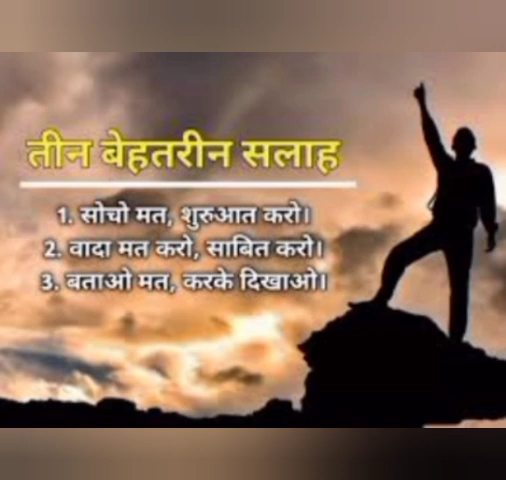 तीन बेहतरीन सलाह
1. सोचो मत, शुरुआत करो।
2. वादा मत करो, साबित करो।
3. बताओ मत, करके दिखाओ।